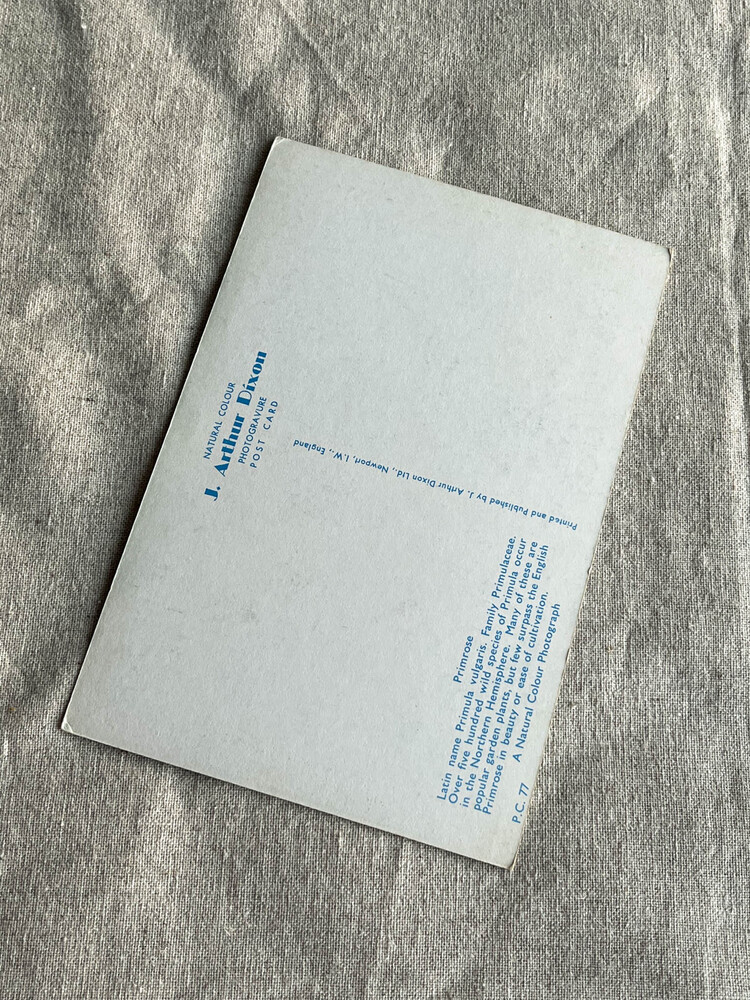 NATURAL COLOUR
J. Arthur Dixon
PHOTOGRAVURE
POST CARD
Printed and Published by J. Arthur Dixon Ltd., Newport, I.W., England
Primrose
Latin name Primula vulgaris. Family Primulaceae.
Over five hundred wild species of Primula occur
in the Northern Hemisphere. Many of these are
popular garden plants, but few surpass the English
Primrose in beauty or ease of cultivation.
P.C. 77 A Natural Colour Photograph